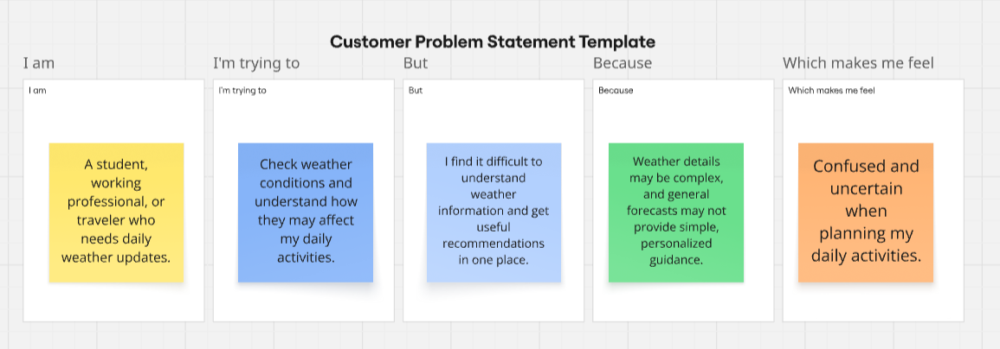 Customer Problem Statement Template
I am
I'm trying to
But
Because
Which makes me feel
I am
A student,
working
professional, or
traveler who
needs daily
weather updates.
I'm trying to
Check weather
conditions and
understand how
they may affect
my daily
activities.
But
I find it difficult to
understand
weather
information and get
useful
recommendations
in one place.
Because
Weather details
may be complex,
and general
forecasts may not
provide simple,
personalized
guidance.
Which makes me feel
Confused and
uncertain
when
planning my
daily activities.